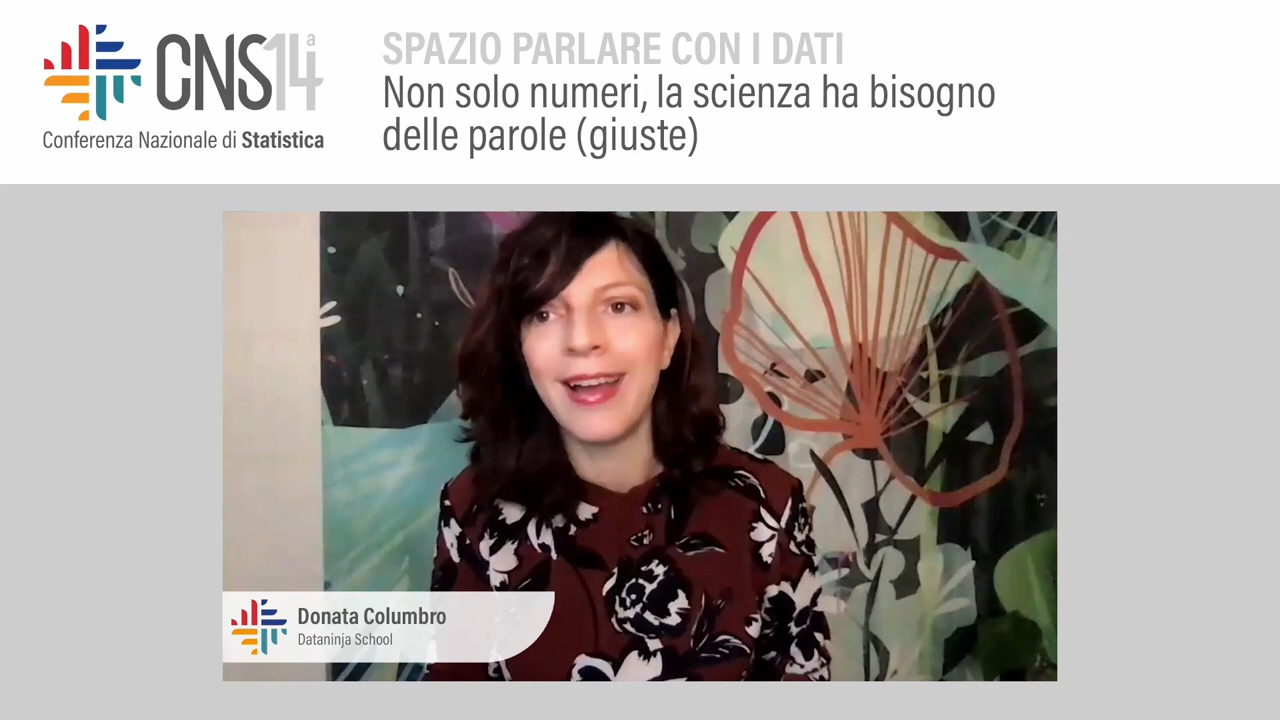 CNS14ª
Conferenza Nazionale di Statistica
SPAZIO PARLARE CON I DATI
Non solo numeri, la scienza ha bisogno
delle parole (giuste)
Donata Columbro
Dataninja School